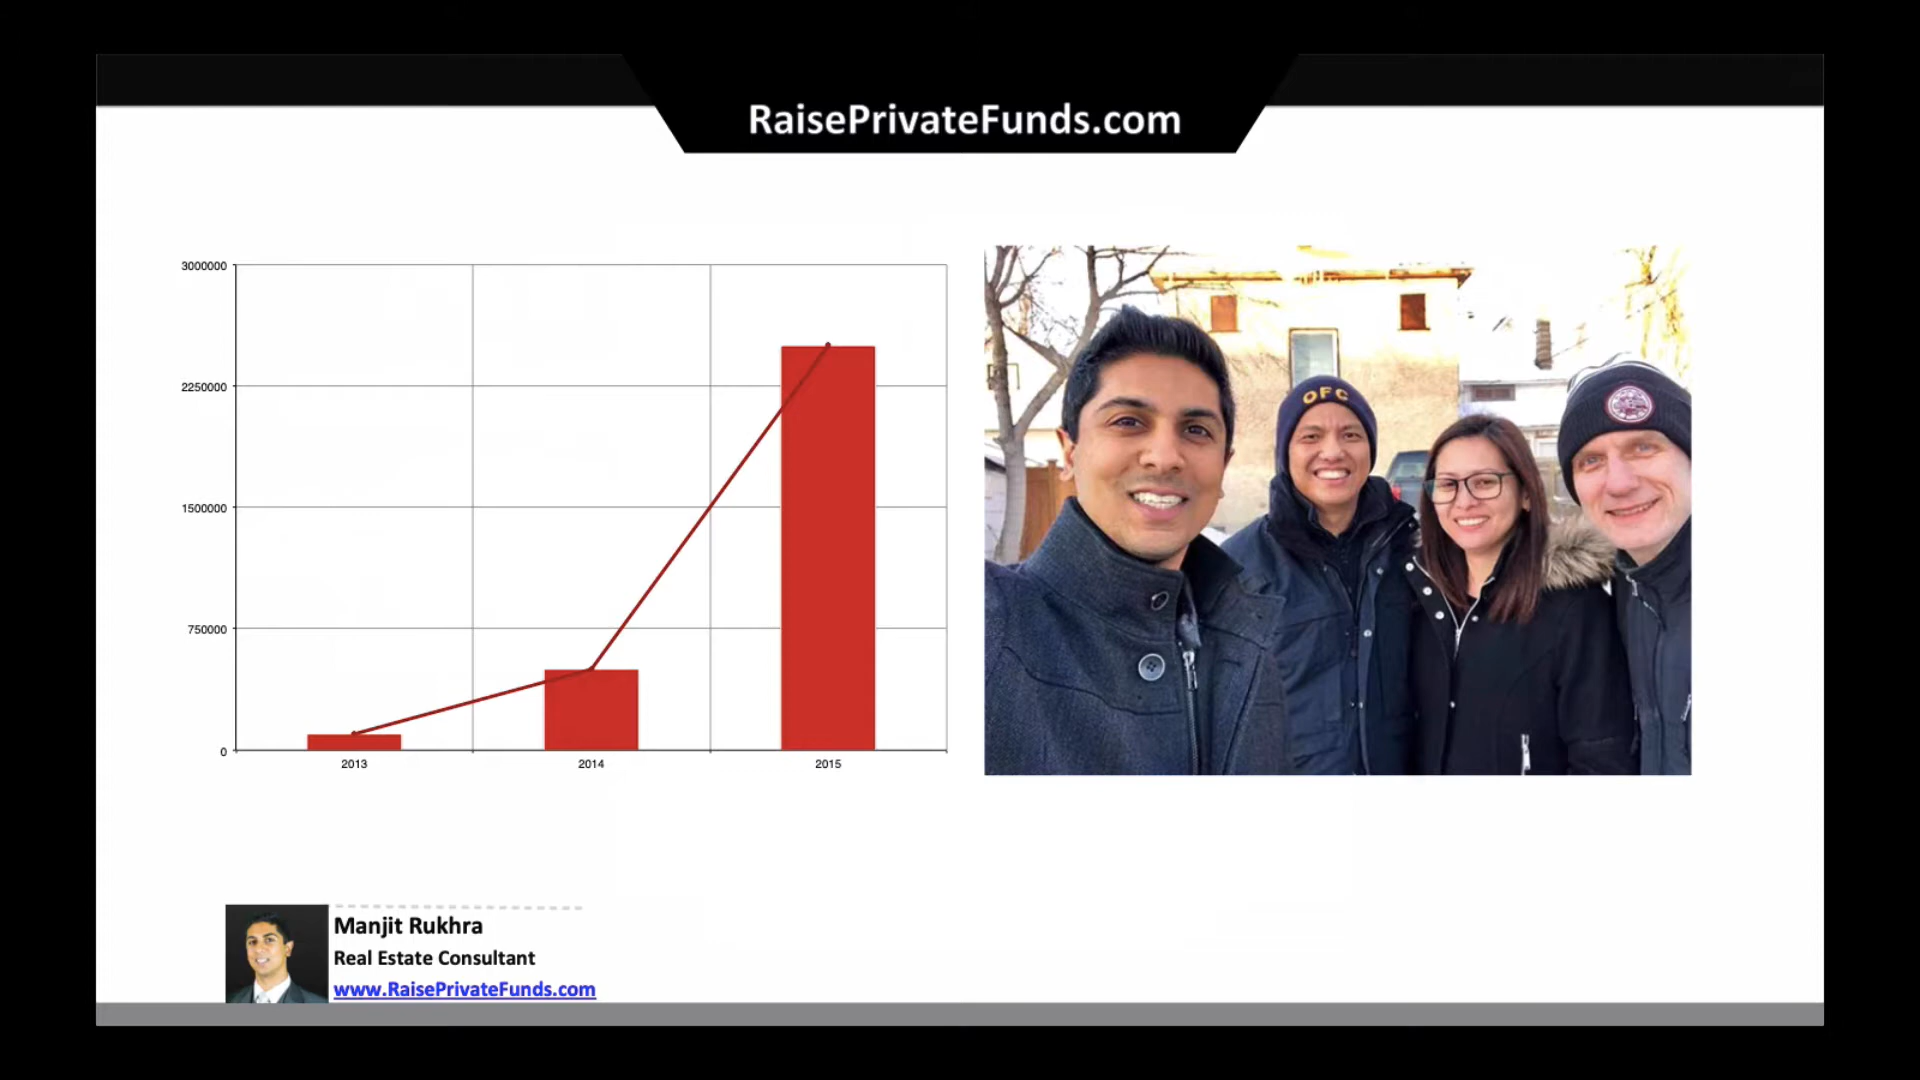 RaisePrivateFunds.com
3000000
2250000
1500000
750000
0
2013 2014 2015
OFC
Manjit Rukhra
Real Estate Consultant
www.RaisePrivateFunds.com